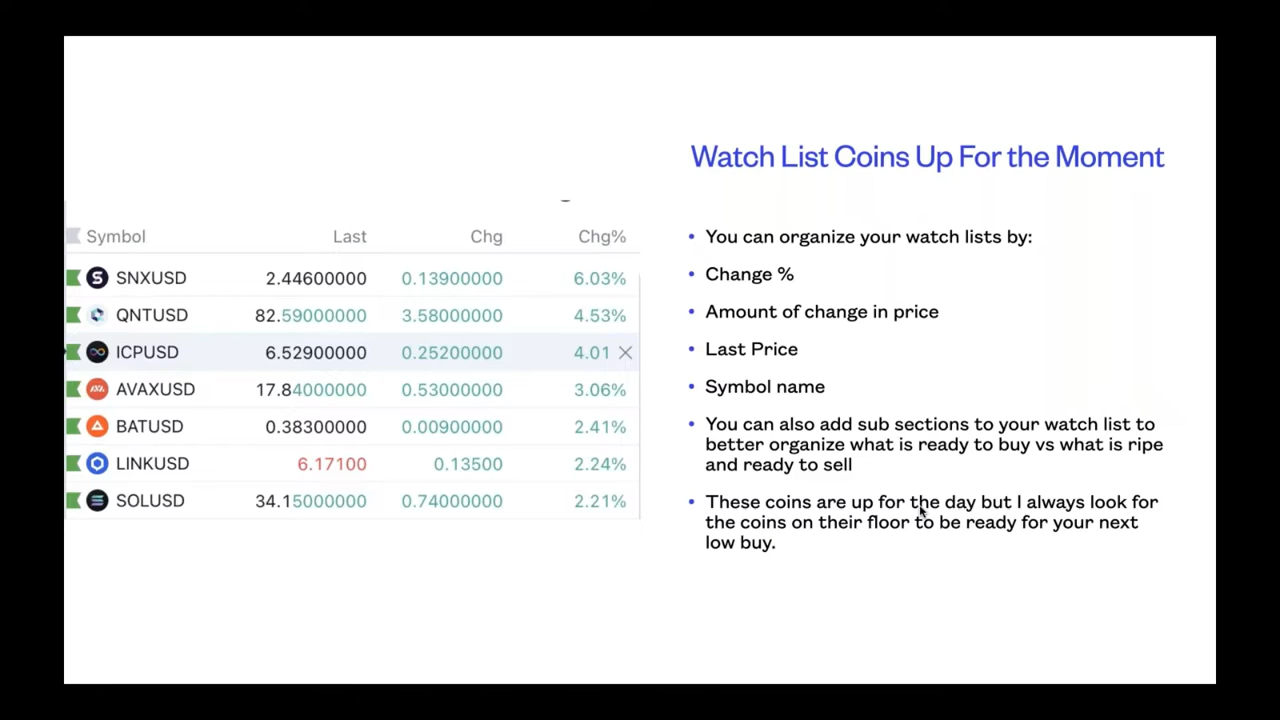 Watch List Coins Up For the Moment
Symbol Last Chg Chg%
SNXUSD 2.44600000 0.13900000 6.03%
QNTUSD 82.59000000 3.58000000 4.53%
ICPUSD 6.52900000 0.25200000 4.01
AVAXUSD 17.84000000 0.53000000 3.06%
BATUSD 0.38300000 0.00900000 2.41%
LINKUSD 6.17100 0.13500 2.24%
SOLUSD 34.15000000 0.74000000 2.21%
• You can organize your watch lists by:
• Change %
• Amount of change in price
• Last Price
• Symbol name
• You can also add sub sections to your watch list to
better organize what is ready to buy vs what is ripe
and ready to sell
• These coins are up for the day but I always look for
the coins on their floor to be ready for your next
low buy.